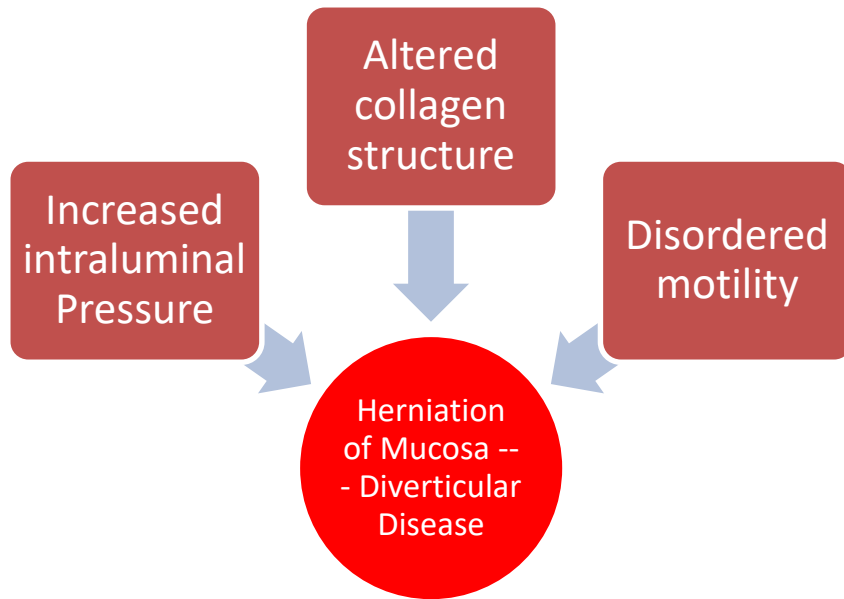 Altered
collagen
structure
Increased
intraluminal
Pressure
Disordered
motility
Herniation
of Mucosa --
- Diverticular
Disease